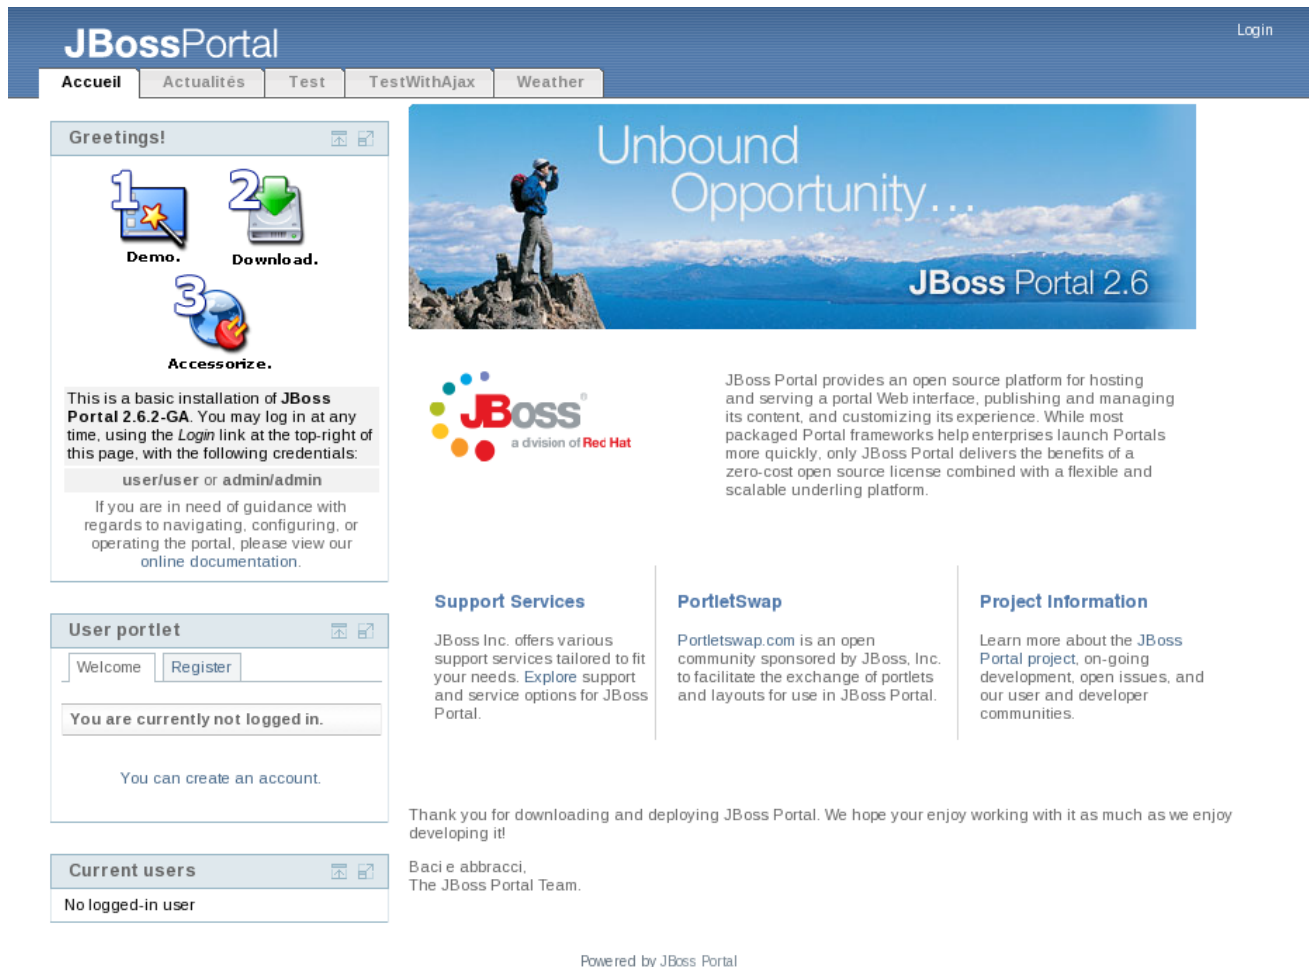 JBossPortal
Login
Accueil
Actualités
Test
TestWithAjax
Weather
Greetings!
1
2
Demo.
Download.
3
Accessorize.
This is a basic installation of JBoss
Portal 2.6.2-GA. You may log in at any
time, using the Login link at the top-right of
this page, with the following credentials:
user/user or admin/admin
If you are in need of guidance with
regards to navigating, configuring, or
operating the portal, please view our
online documentation.
User portlet
Welcome
Register
You are currently not logged in.
You can create an account.
Current users
No logged-in user
Unbound
Opportunity...
JBoss Portal 2.6
JBoss®
a division of Red Hat
JBoss Portal provides an open source platform for hosting
and serving a portal Web interface, publishing and managing
its content, and customizing its experience. While most
packaged Portal frameworks help enterprises launch Portals
more quickly, only JBoss Portal delivers the benefits of a
zero-cost open source license combined with a flexible and
scalable underling platform.
Support Services
JBoss Inc. offers various
support services tailored to fit
your needs. Explore support
and service options for JBoss
Portal.
PortletSwap
Portletswap.com is an open
community sponsored by JBoss, Inc.
to facilitate the exchange of portlets
and layouts for use in JBoss Portal.
Project Information
Learn more about the JBoss
Portal project, on-going
development, open issues, and
our user and developer
communities.
Thank you for downloading and deploying JBoss Portal. We hope your enjoy working with it as much as we enjoy
developing it!
Baci e abbracci,
The JBoss Portal Team.
Powered by JBoss Portal